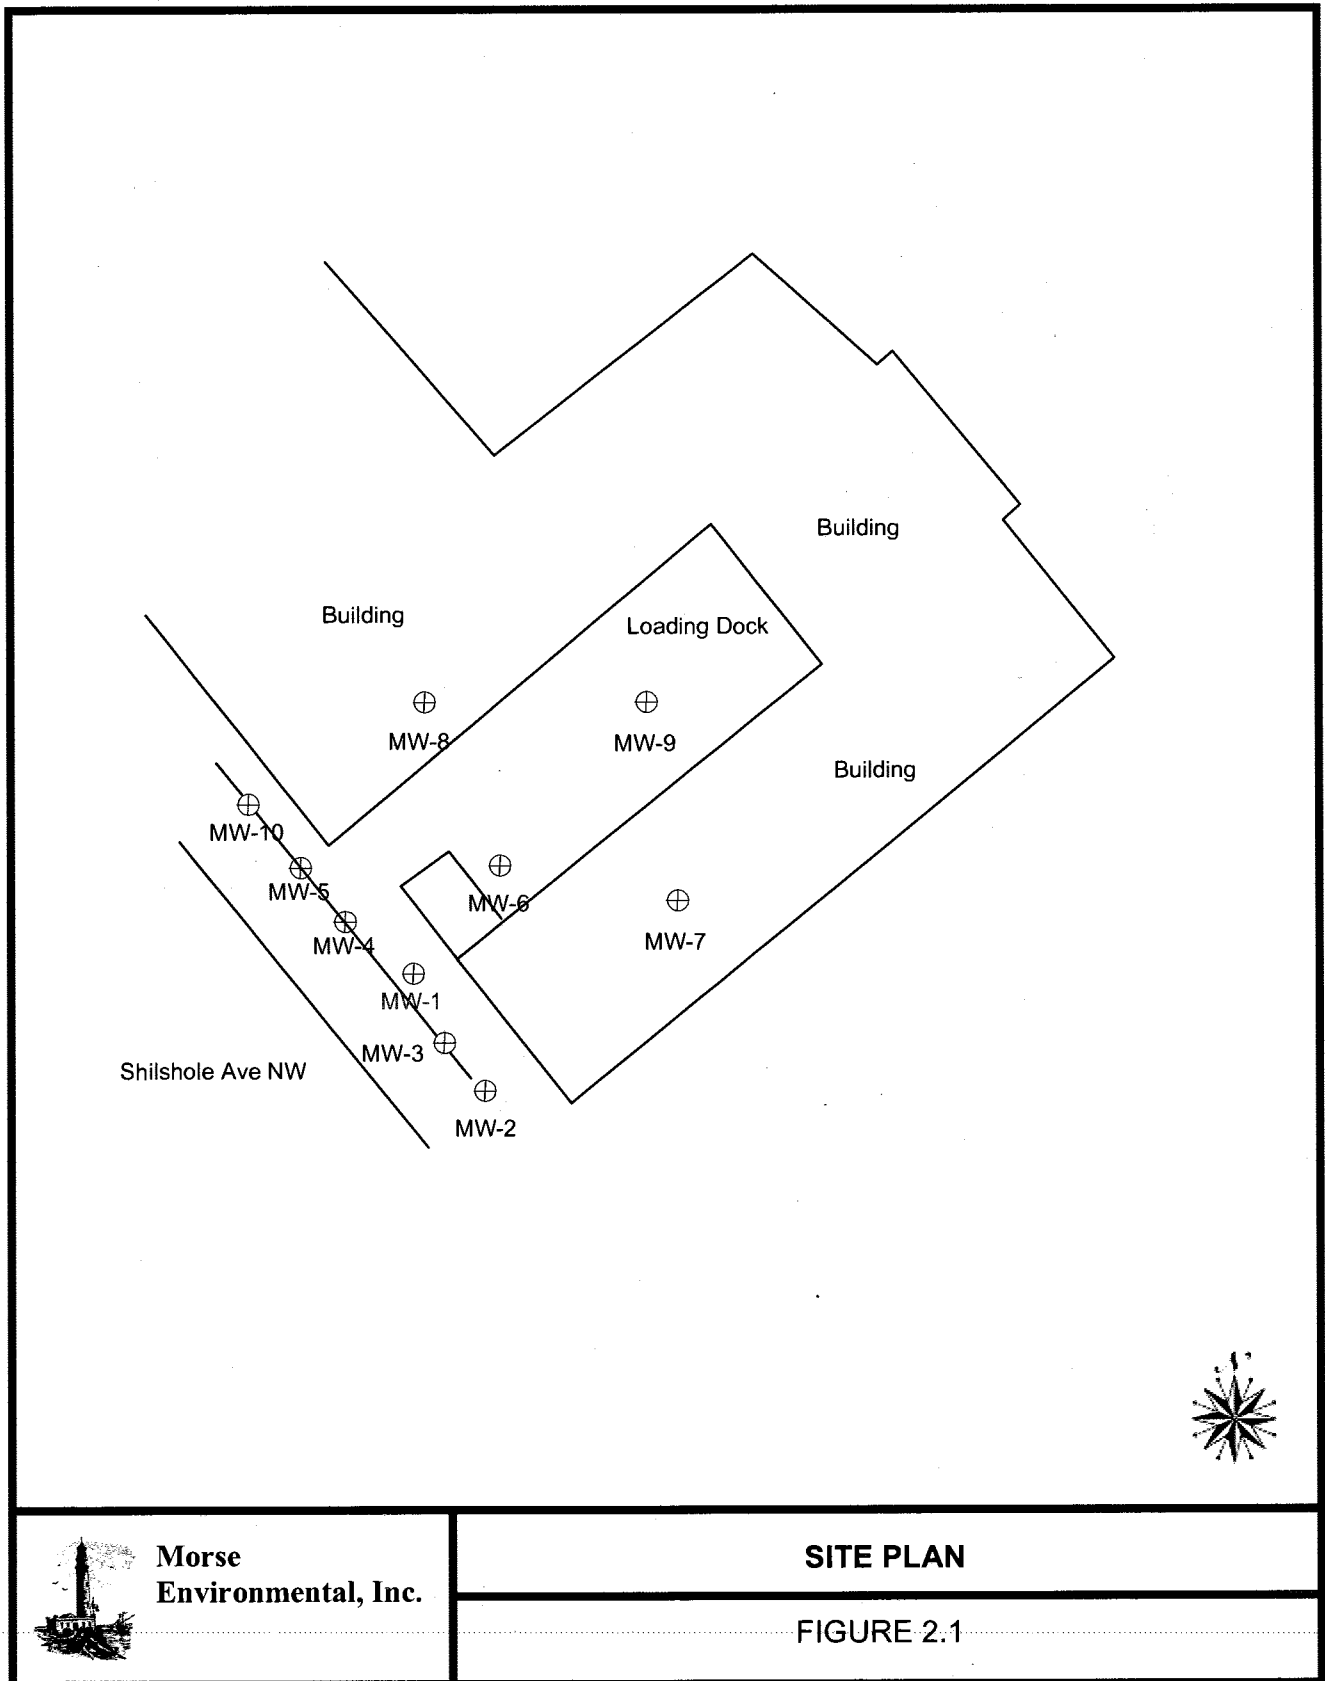 Building
Building
Loading Dock
MW-8
MW-9
Building
MW-10
MW-5
MW-6
MW-4
MW-7
MW-1
MW-3
Shilshole Ave NW
MW-2
Morse
Environmental, Inc.
SITE PLAN
FIGURE 2.1